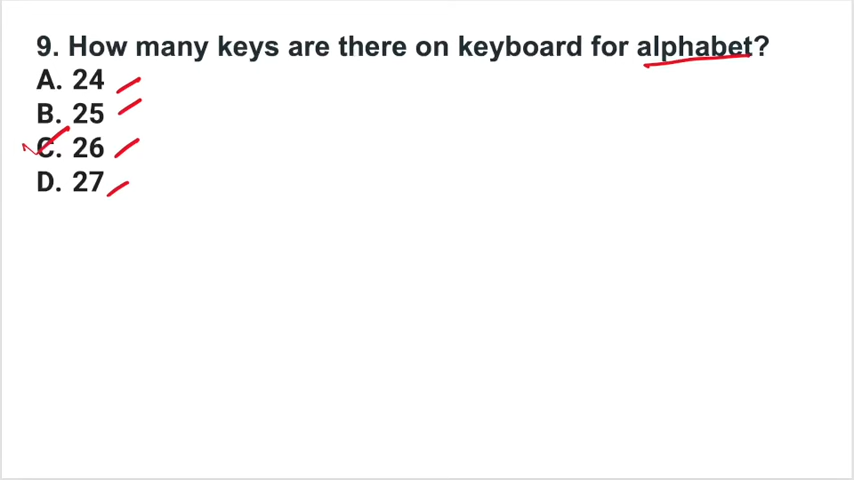 9. How many keys are there on keyboard for alphabet?
A. 24
B. 25
C. 26
D. 27